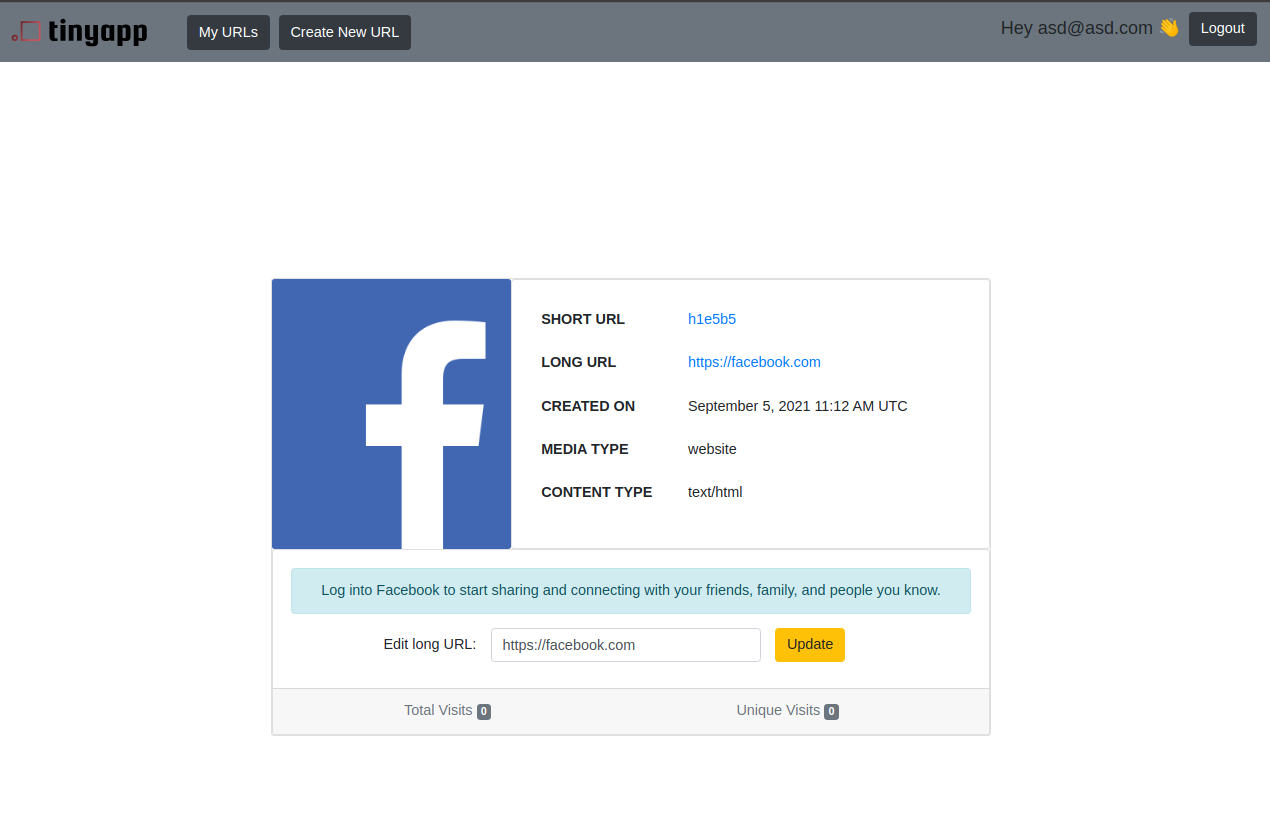 tinyapp
My URLs
Create New URL
Hey asd@asd.com 👋
Logout
SHORT URL h1e5b5
LONG URL https://facebook.com
CREATED ON September 5, 2021 11:12 AM UTC
MEDIA TYPE website
CONTENT TYPE text/html
Log into Facebook to start sharing and connecting with your friends, family, and people you know.
Edit long URL: https://facebook.com Update
Total Visits 0 Unique Visits 0